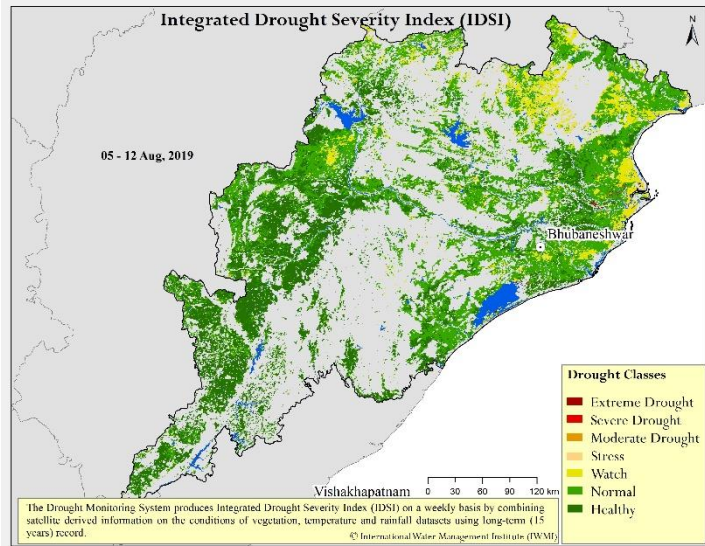 Integrated Drought Severity Index (IDSI)
N
05 - 12 Aug, 2019
Bhubaneshwar
Drought Classes
Extreme Drought
Severe Drought
Moderate Drought
Stress
Watch
Normal
Healthy
Vishakhapatnam
0 30 60 90 120 km
The Drought Monitoring System produces Integrated Drought Severity Index (IDSI) on a weekly basis by combining
satellite derived information on the conditions of vegetation, temperature and rainfall datasets using long-term (15
years) record.
© International Water Management Institute (IWMI)